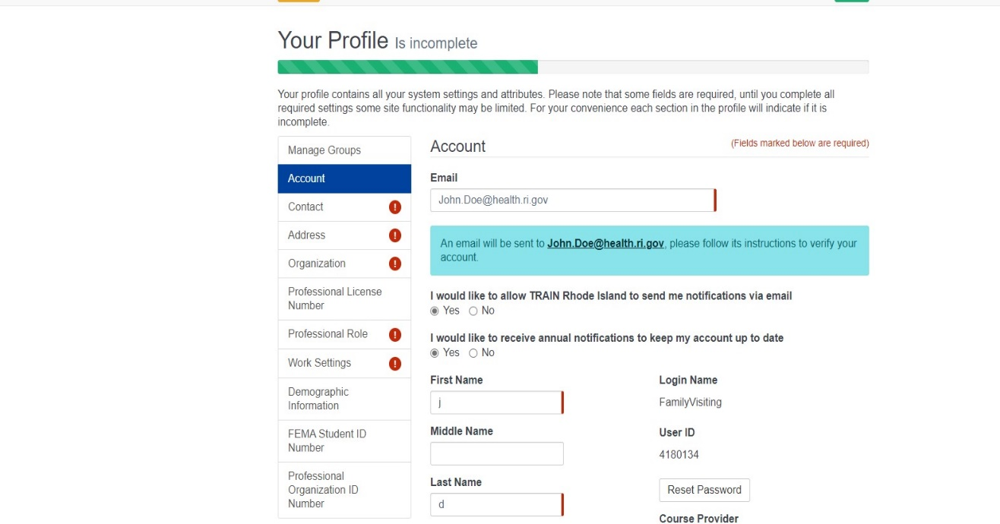 Your Profile Is incomplete
Your profile contains all your system settings and attributes. Please note that some fields are required, until you complete all
required settings some site functionality may be limited. For your convenience each section in the profile will indicate if it is
incomplete.
Manage Groups
Account
Contact !
Address !
Organization !
Professional License
Number
Professional Role !
Work Settings !
Demographic
Information
FEMA Student ID
Number
Professional
Organization ID
Number
Account
(Fields marked below are required)
Email
John.Doe@health.ri.gov
An email will be sent to John.Doe@health.ri.gov, please follow its instructions to verify your
account.
I would like to allow TRAIN Rhode Island to send me notifications via email
Yes No
I would like to receive annual notifications to keep my account up to date
Yes No
First Name
j
Middle Name
Last Name
d
Login Name
FamilyVisiting
User ID
4180134
Reset Password
Course Provider